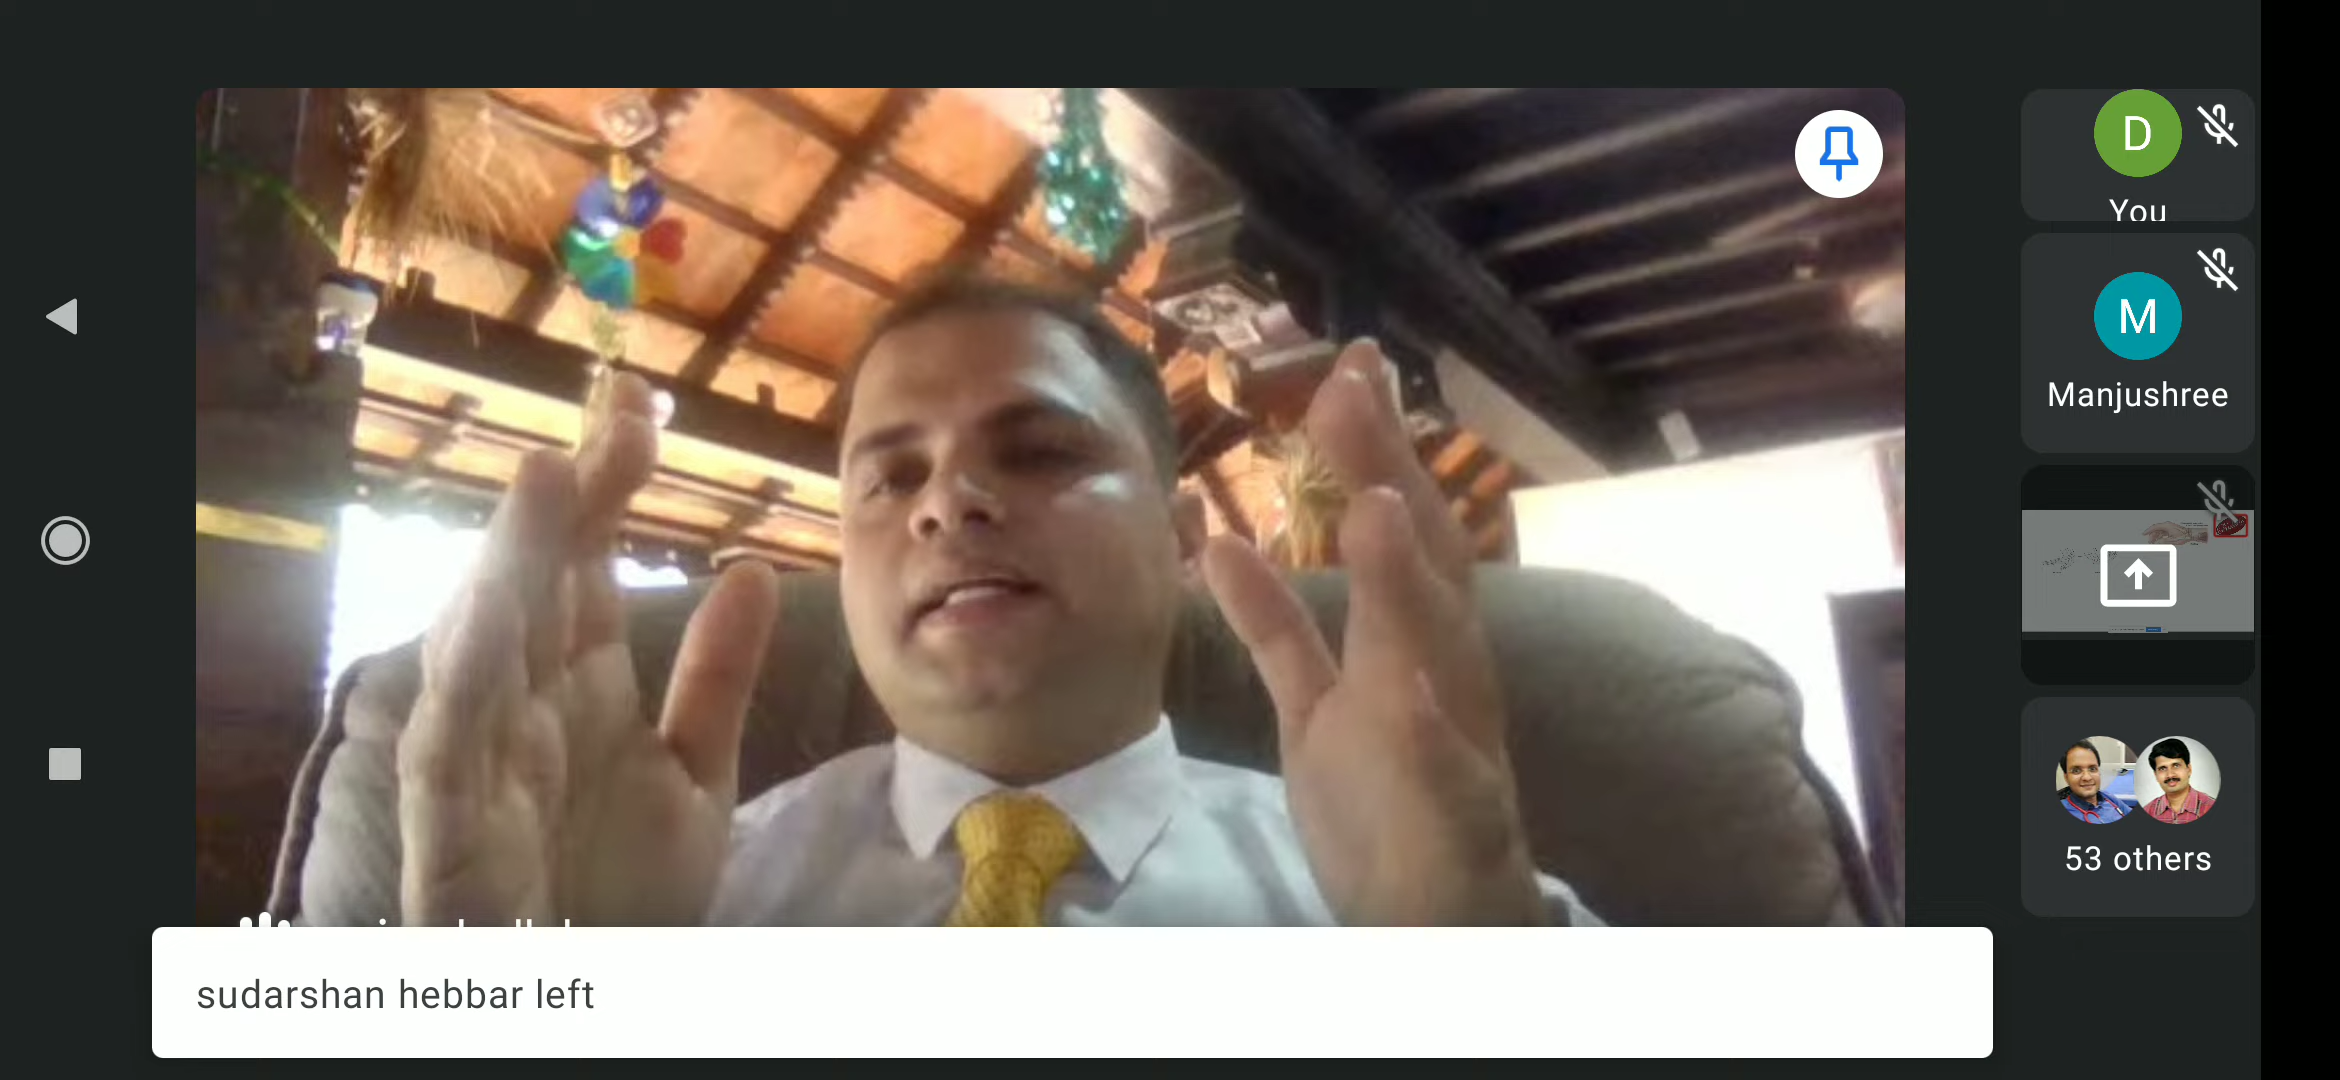 D
You
M
Manjushree
53 others
sudarshan hebbar left